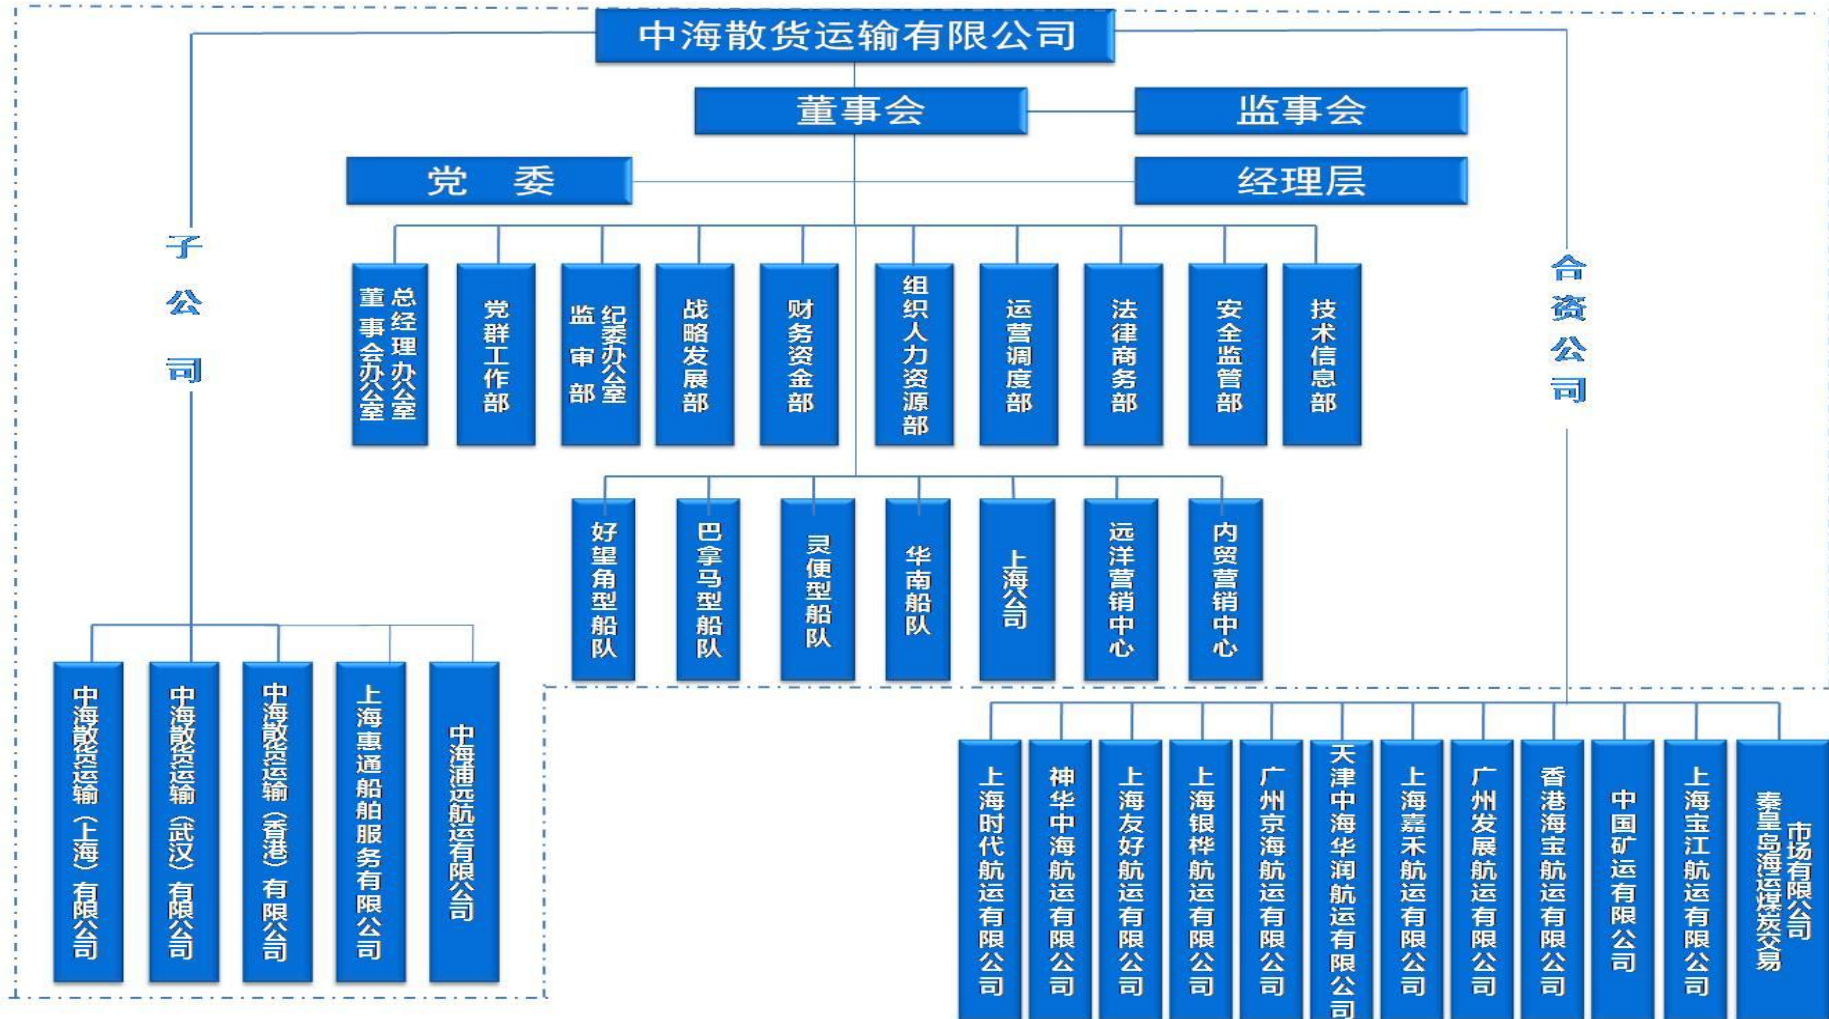 中海散货运输有限公司
董事会
监事会
党 委
经理层
子公司
合资公司
总经理办公室
董事会办公室
党群工作部
纪委办公室
监审部
战略发展部
财务资金部
组织人力资源部
运营调度部
法律商务部
安全监管部
技术信息部
好望角型船队
巴拿马型船队
灵便型船队
华南船队
上海公司
远洋营销中心
内贸营销中心
中海散货运输（上海）有限公司
中海散货运输（武汉）有限公司
中海散货运输（香港）有限公司
上海惠通船舶服务有限公司
中海浦远航运有限公司
上海时代航运有限公司
神华中海航运有限公司
上海友好航运有限公司
上海银桦航运有限公司
广州京海航运有限公司
天津中海华润航运有限公司
上海嘉禾航运有限公司
广州发展航运有限公司
香港海宝航运有限公司
中国矿运有限公司
上海宝江航运有限公司
秦皇岛海运煤炭交易
市场有限公司